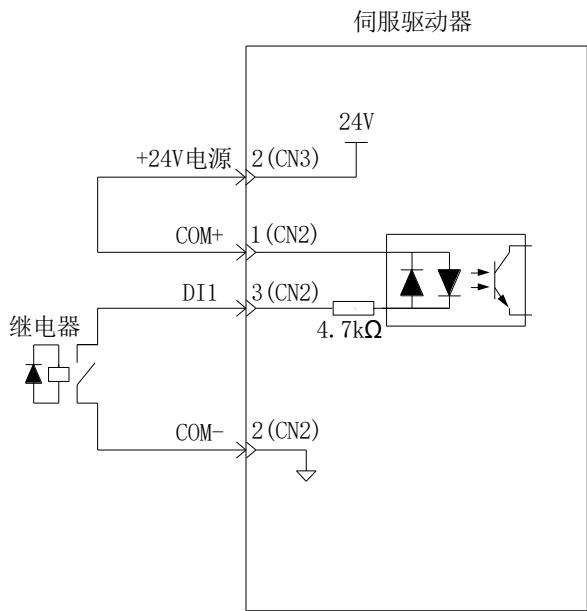 伺服驱动器
24V
+24V电源 2(CN3)
COM+ 1(CN2)
DI1 3(CN2)
4.7kΩ
继电器
COM- 2(CN2)